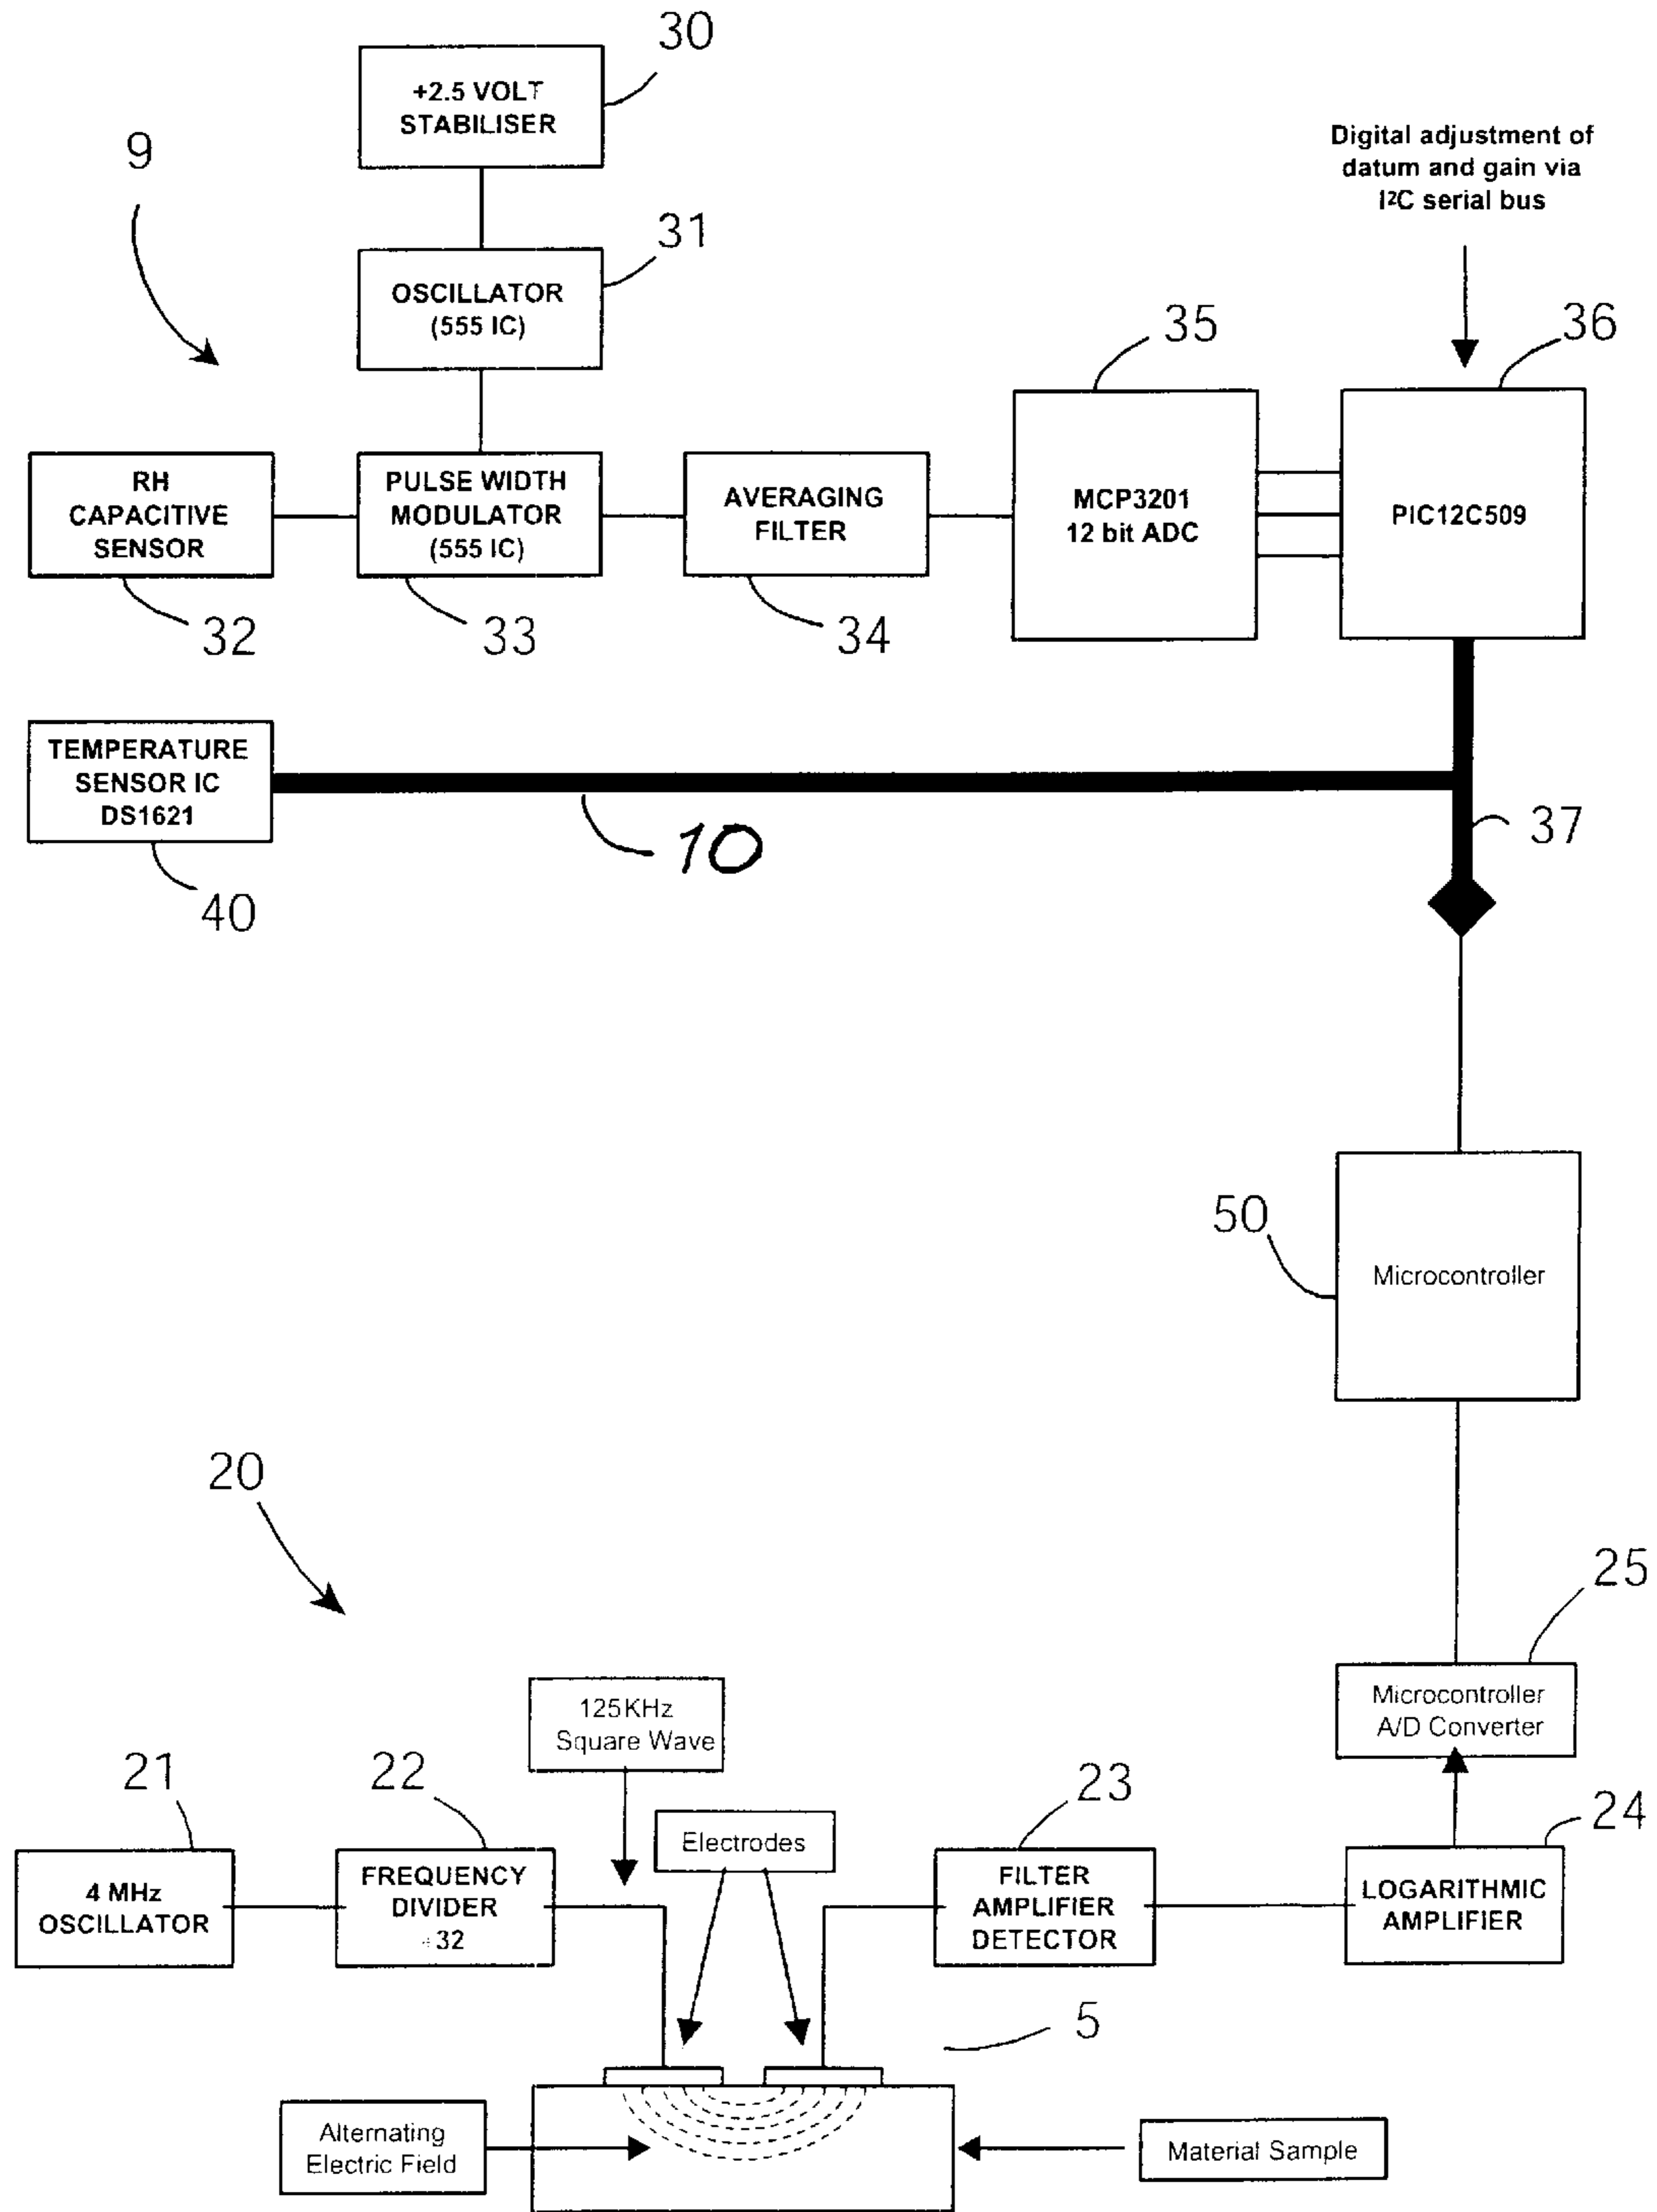 30
+2.5 VOLT
STABILISER
9
Digital adjustment of
datum and gain via
I²C serial bus
31
OSCILLATOR
(555 IC)
35
36
RH
CAPACITIVE
SENSOR
PULSE WIDTH
MODULATOR
(555 IC)
AVERAGING
FILTER
MCP3201
12 bit ADC
PIC12C509
32
33
34
TEMPERATURE
SENSOR IC
DS1621
10
37
40
50
Microcontroller
20
25
125KHz
Square Wave
Microcontroller
A/D Converter
21
22
23
24
Electrodes
4 MHz
OSCILLATOR
FREQUENCY
DIVIDER
÷32
FILTER
AMPLIFIER
DETECTOR
LOGARITHMIC
AMPLIFIER
5
Alternating
Electric Field
Material Sample